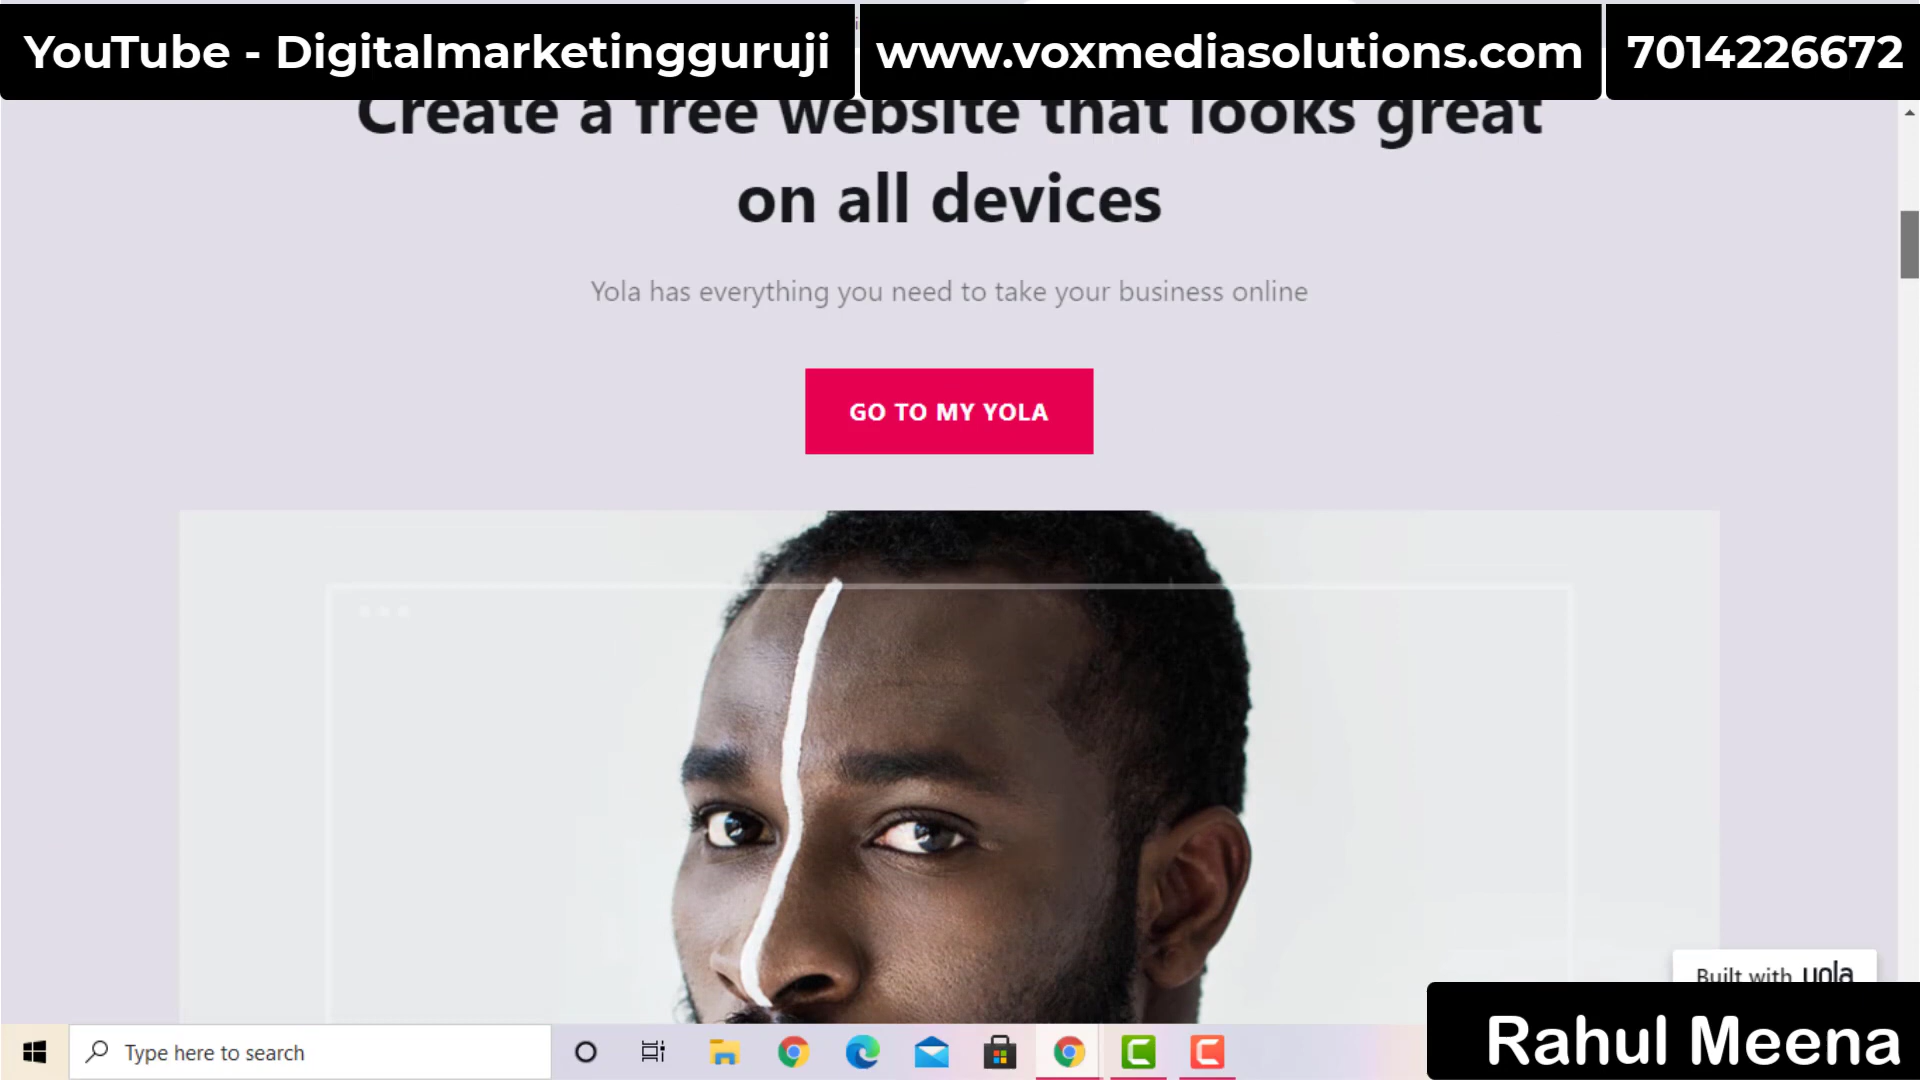 YouTube - Digitalmarketingguruji
www.voxmediasolutions.com
7014226672
Create a free website that looks great
on all devices
Yola has everything you need to take your business online
GO TO MY YOLA
Built with yola
Type here to search
Rahul Meena